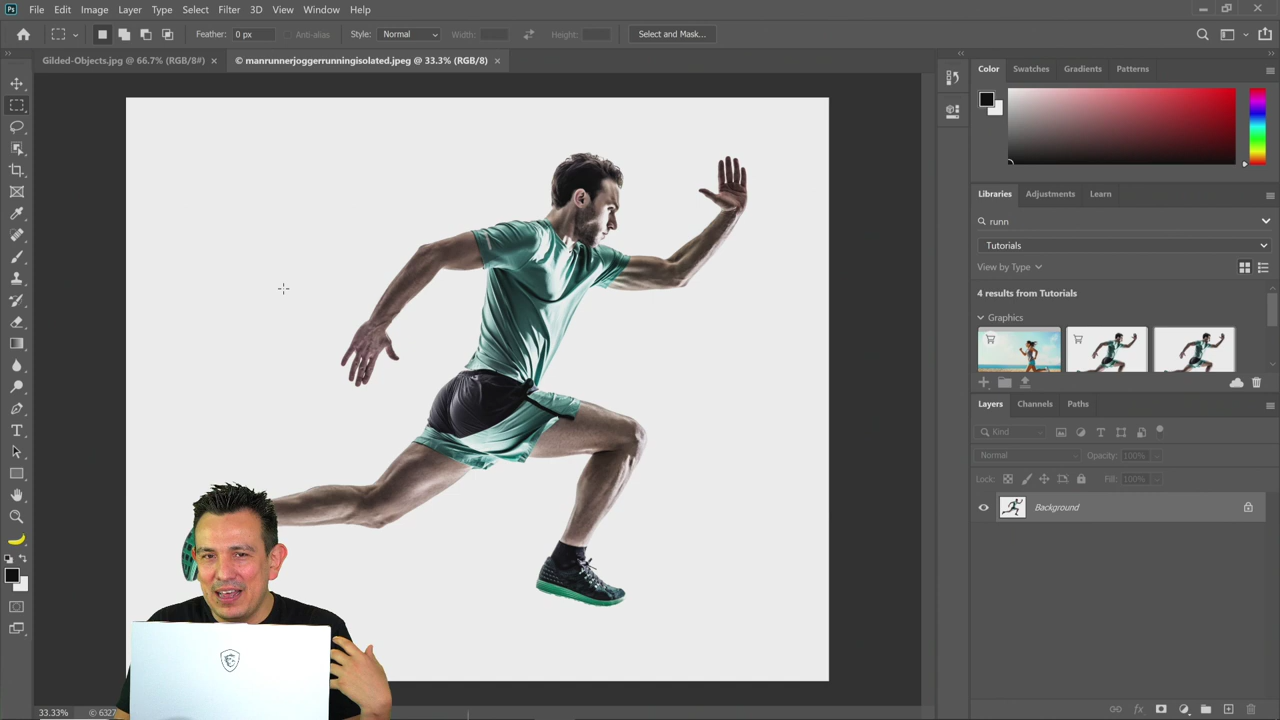 Ps File Edit Image Layer Type Select Filter 3D View Window Help
Feather: 0 px Anti-alias Style: Normal Width: Height: Select and Mask...
Gilded-Objects.jpg @ 66.7% (RGB/8#) × © manrunnerjoggerrunningisolated.jpeg @ 33.3% (RGB/8) ×
Color Swatches Gradients Patterns
Libraries Adjustments Learn
runn
Tutorials
View by Type
4 results from Tutorials
Graphics
Layers Channels Paths
Kind
Normal Opacity: 100%
Lock: Fill: 100%
Background
33.33% © 6327